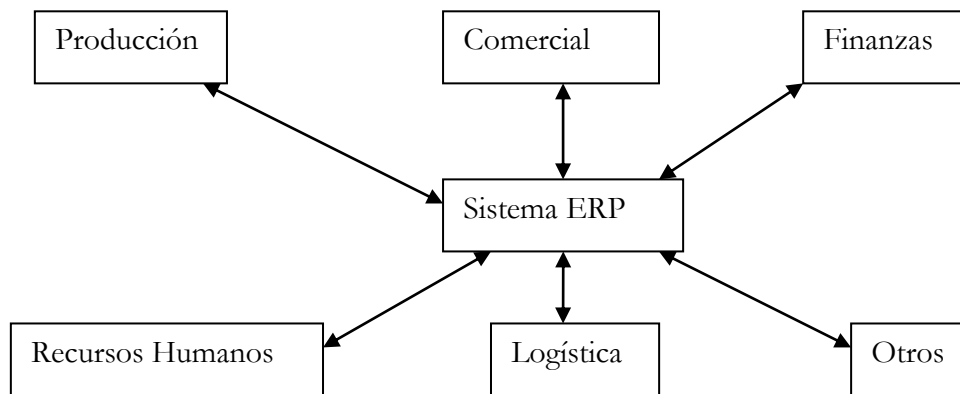 Producción
Comercial
Finanzas
Sistema ERP
Recursos Humanos
Logística
Otros